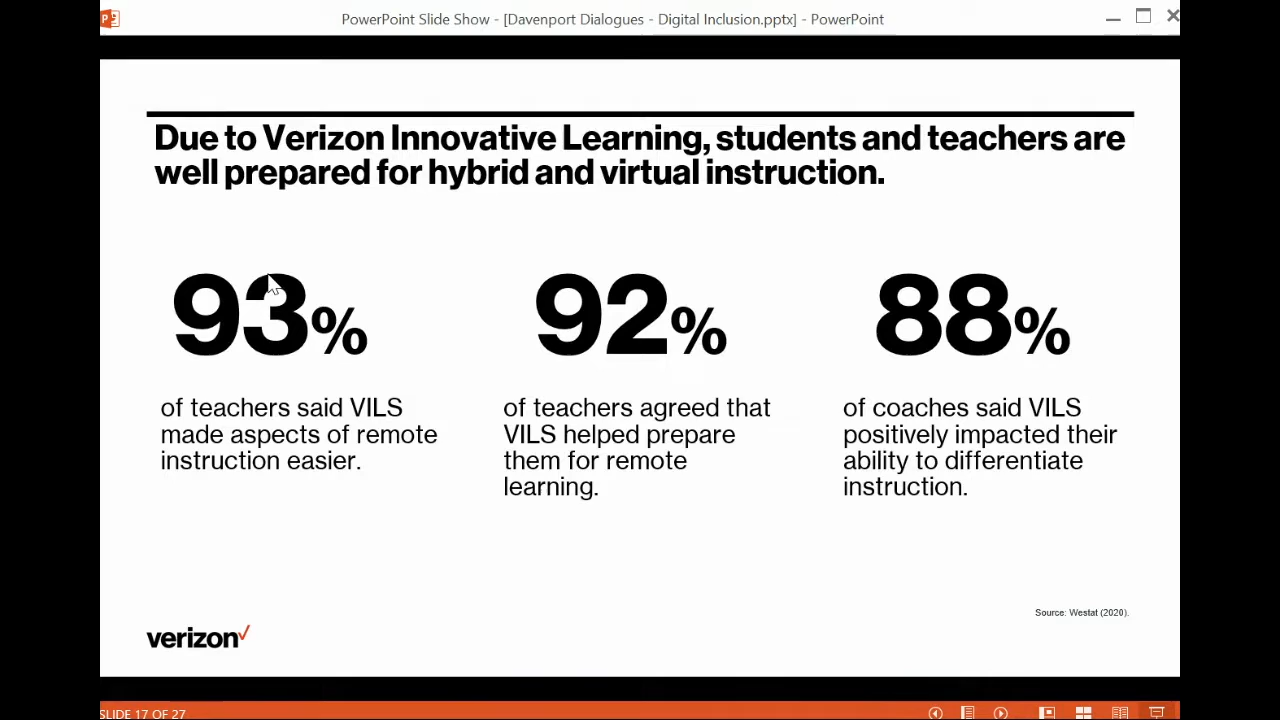 PowerPoint Slide Show - [Davenport Dialogues - Digital Inclusion.pptx] - PowerPoint
Due to Verizon Innovative Learning, students and teachers are
well prepared for hybrid and virtual instruction.
93%
of teachers said VILS
made aspects of remote
instruction easier.
92%
of teachers agreed that
VILS helped prepare
them for remote
learning.
88%
of coaches said VILS
positively impacted their
ability to differentiate
instruction.
Source: Westat (2020).
verizon✓
SLIDE 17 OF 27